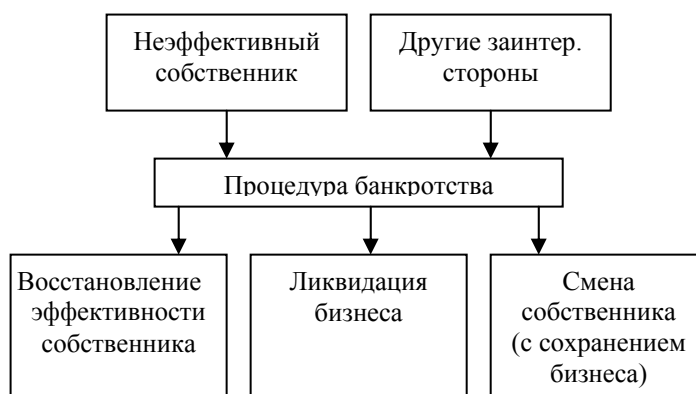 Неэффективный
собственник
Другие заинтер.
стороны
Процедура банкротства
Восстановление
эффективности
собственника
Ликвидация
бизнеса
Смена
собственника
(с сохранением
бизнеса)